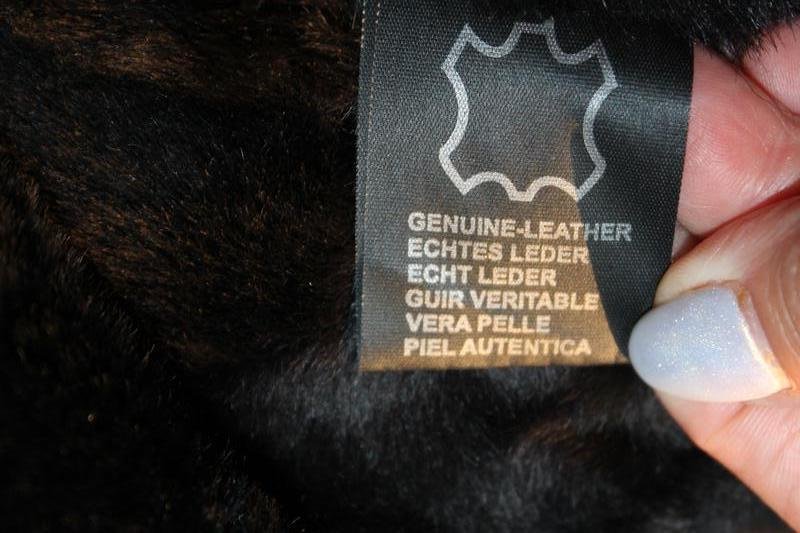 GENUINE-LEATHER
ECHTES LEDER
ECHT LEDER
GUIR VERITABLE
VERA PELLE
PIEL AUTENTICA